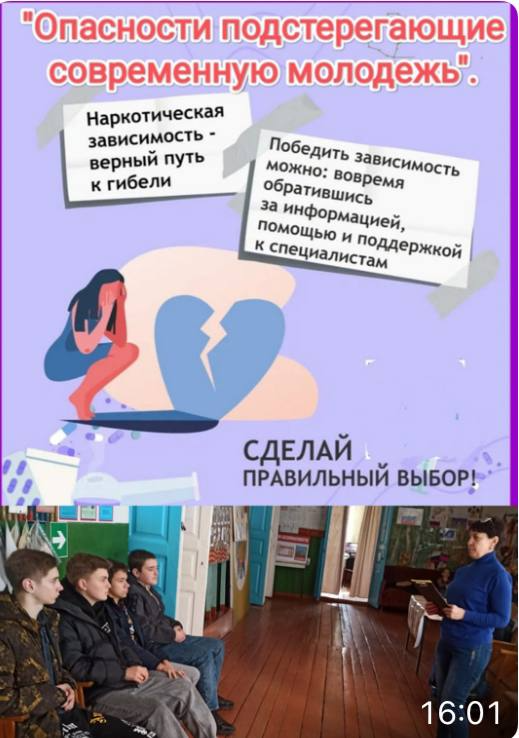 "Опасности подстерегающие
современную молодежь".
Наркотическая
зависимость -
верный путь
к гибели
Победить зависимость
можно: вовремя
обратившись
за информацией,
помощью и поддержкой
к специалистам
СДЕЛАЙ
ПРАВИЛЬНЫЙ ВЫБОР!
16:01